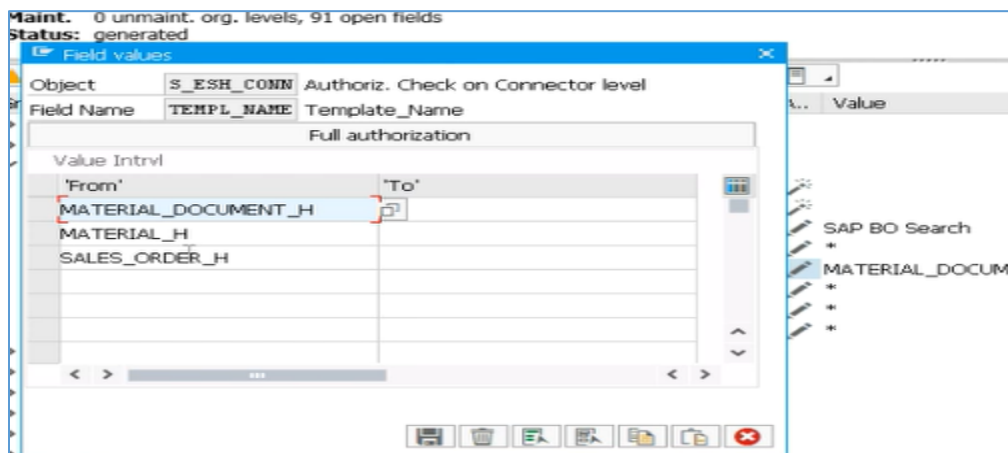 Maint. 0 unmaint. org. levels, 91 open fields
Status: generated
Field values
Object S_ESH_CONN Authoriz. Check on Connector level
Field Name TEMPL_NAME Template_Name
Full authorization
Value Intrvl
'From' 'To'
MATERIAL_DOCUMENT_H
MATERIAL_H
SALES_ORDER_H
Value
SAP BO Search
*
MATERIAL_DOCUM
*
*
*